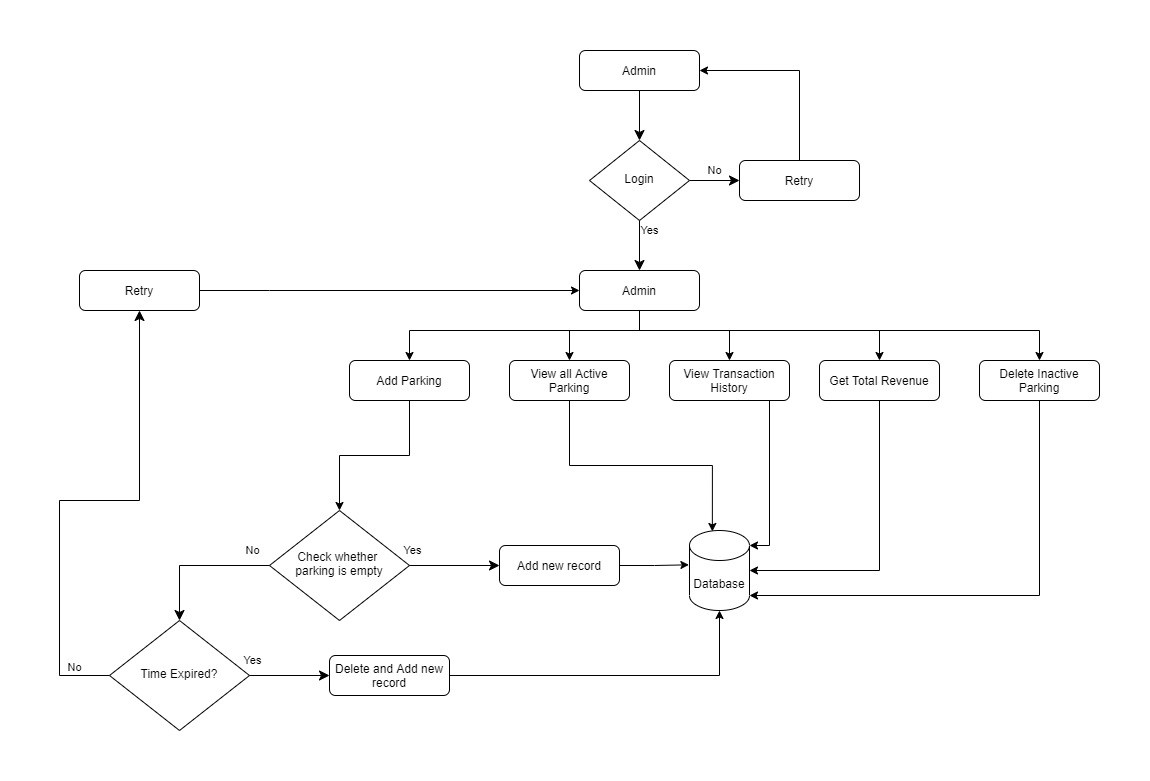 Admin
Login
No
Retry
Yes
Retry
Admin
Add Parking
View all Active
Parking
View Transaction
History
Get Total Revenue
Delete Inactive
Parking
No
Check whether
parking is empty
Yes
Add new record
Database
No
Time Expired?
Yes
Delete and Add new
record